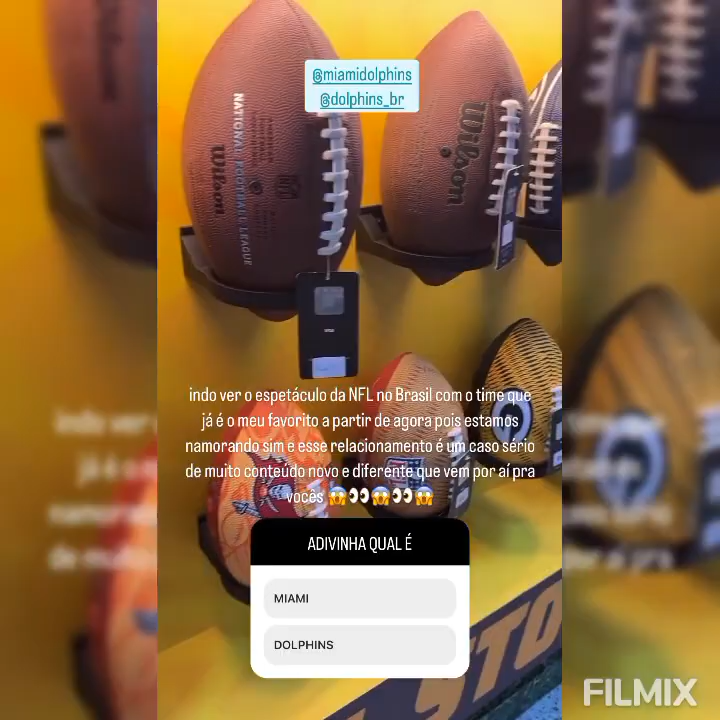 @miamidolphins
@dolphins_br
NATIONAL FOOTBALL LEAGUE
Wilson
NFL
Wilson
indo ver o espetáculo da NFL no Brasil com o time que
já é o meu favorito a partir de agora pois estamos
namorando sim e esse relacionamento é um caso sério
de muito conteúdo novo e diferente que vem por aí pra
vocês 😱👀😱👀😱
ADIVINHA QUAL É
MIAMI
DOLPHINS
STO
FILMIX